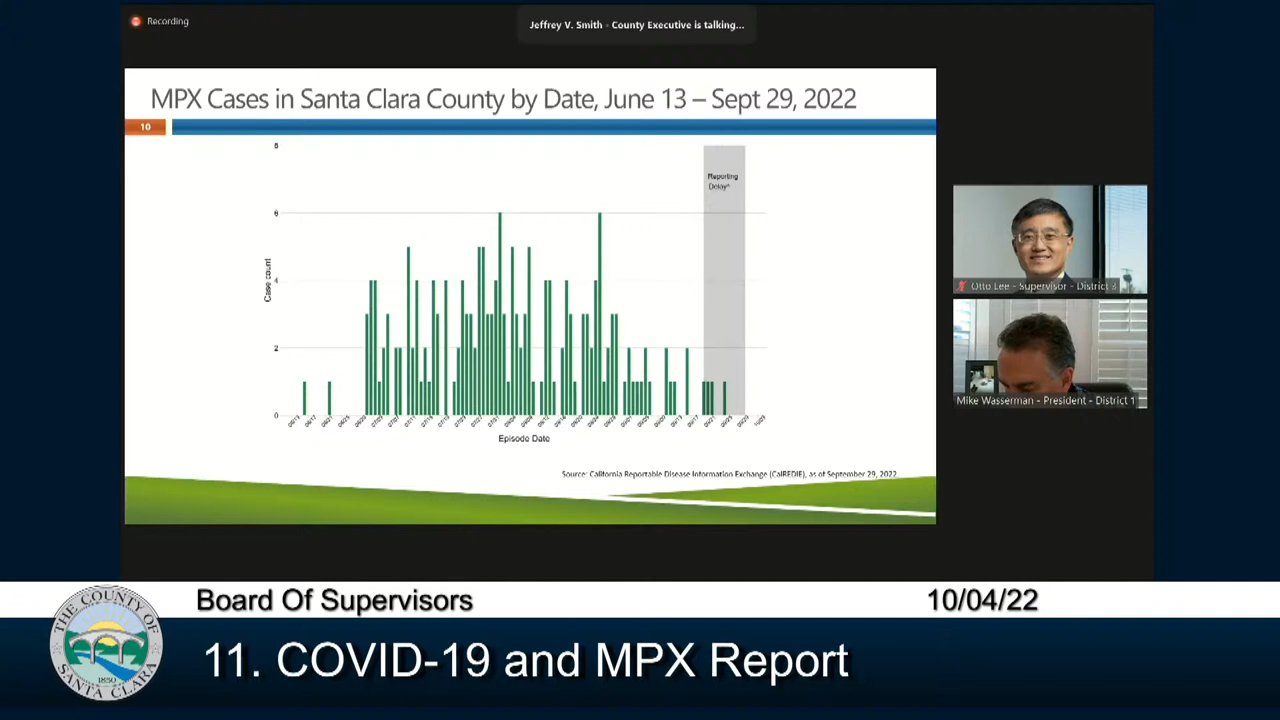 Recording
Jeffrey V. Smith - County Executive is talking...
MPX Cases in Santa Clara County by Date, June 13 – Sept 29, 2022
10
8
Reporting
Delay^
6
4
2
0
Case count
Episode Date
Source: California Reportable Disease Information Exchange (CalREDIE), as of September 29, 2022
Otto Lee - Supervisor - District 3
Mike Wasserman - President - District 1
Board Of Supervisors
10/04/22
11. COVID-19 and MPX Report
THE COUNTY OF
SANTA CLARA
1850